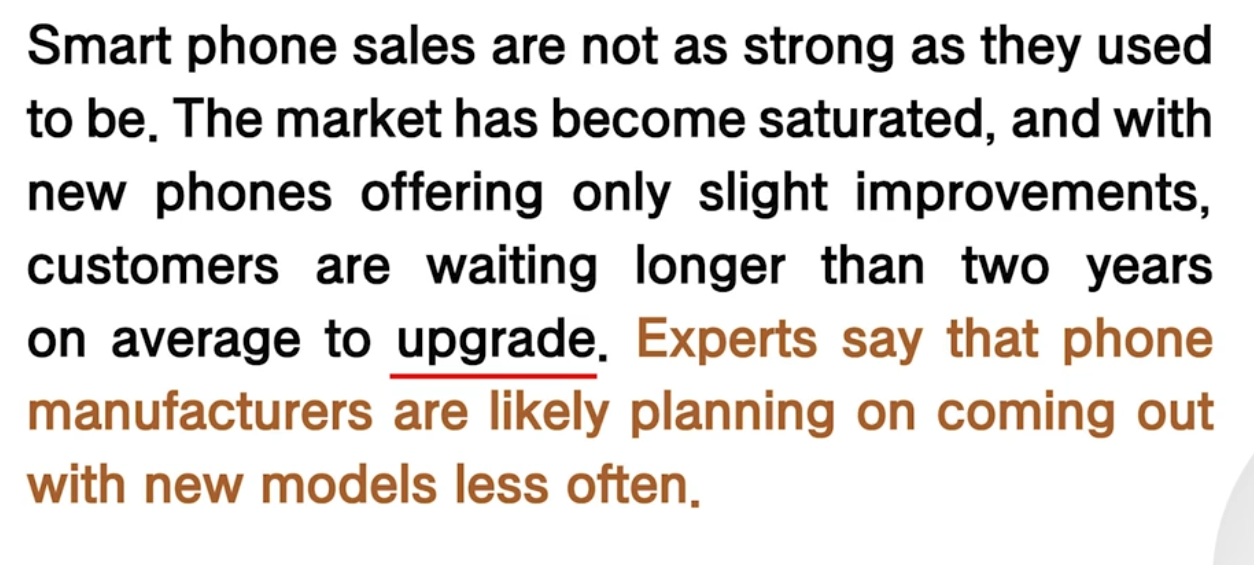 Smart phone sales are not as strong as they used
to be. The market has become saturated, and with
new phones offering only slight improvements,
customers are waiting longer than two years
on average to upgrade. Experts say that phone
manufacturers are likely planning on coming out
with new models less often.